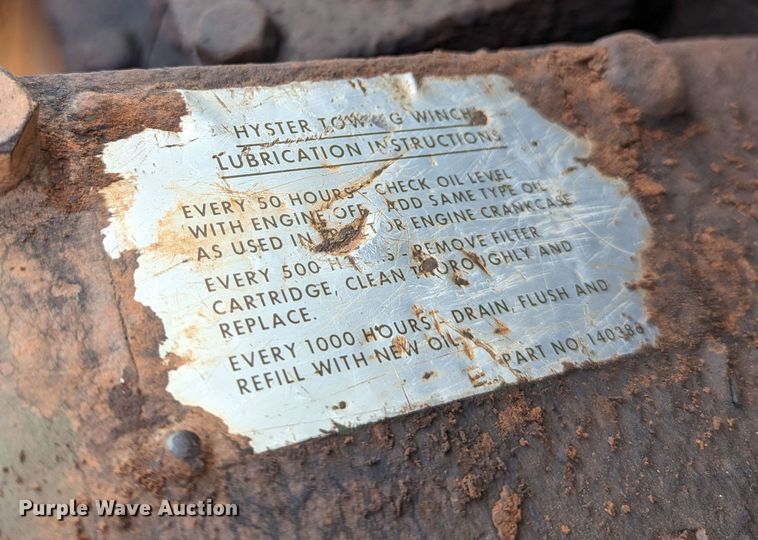 HYSTER TOWING WINCH
LUBRICATION INSTRUCTIONS
EVERY 50 HOURS - CHECK OIL LEVEL
WITH ENGINE OFF. ADD SAME TYPE OIL
AS USED IN OR ENGINE CRANKCASE
EVERY 500 HOURS - REMOVE FILTER
CARTRIDGE, CLEAN THOROUGHLY AND
REPLACE.
EVERY 1000 HOURS, DRAIN, FLUSH AND
REFILL WITH NEW OIL.
PART NO. 140386
Purple Wave Auction